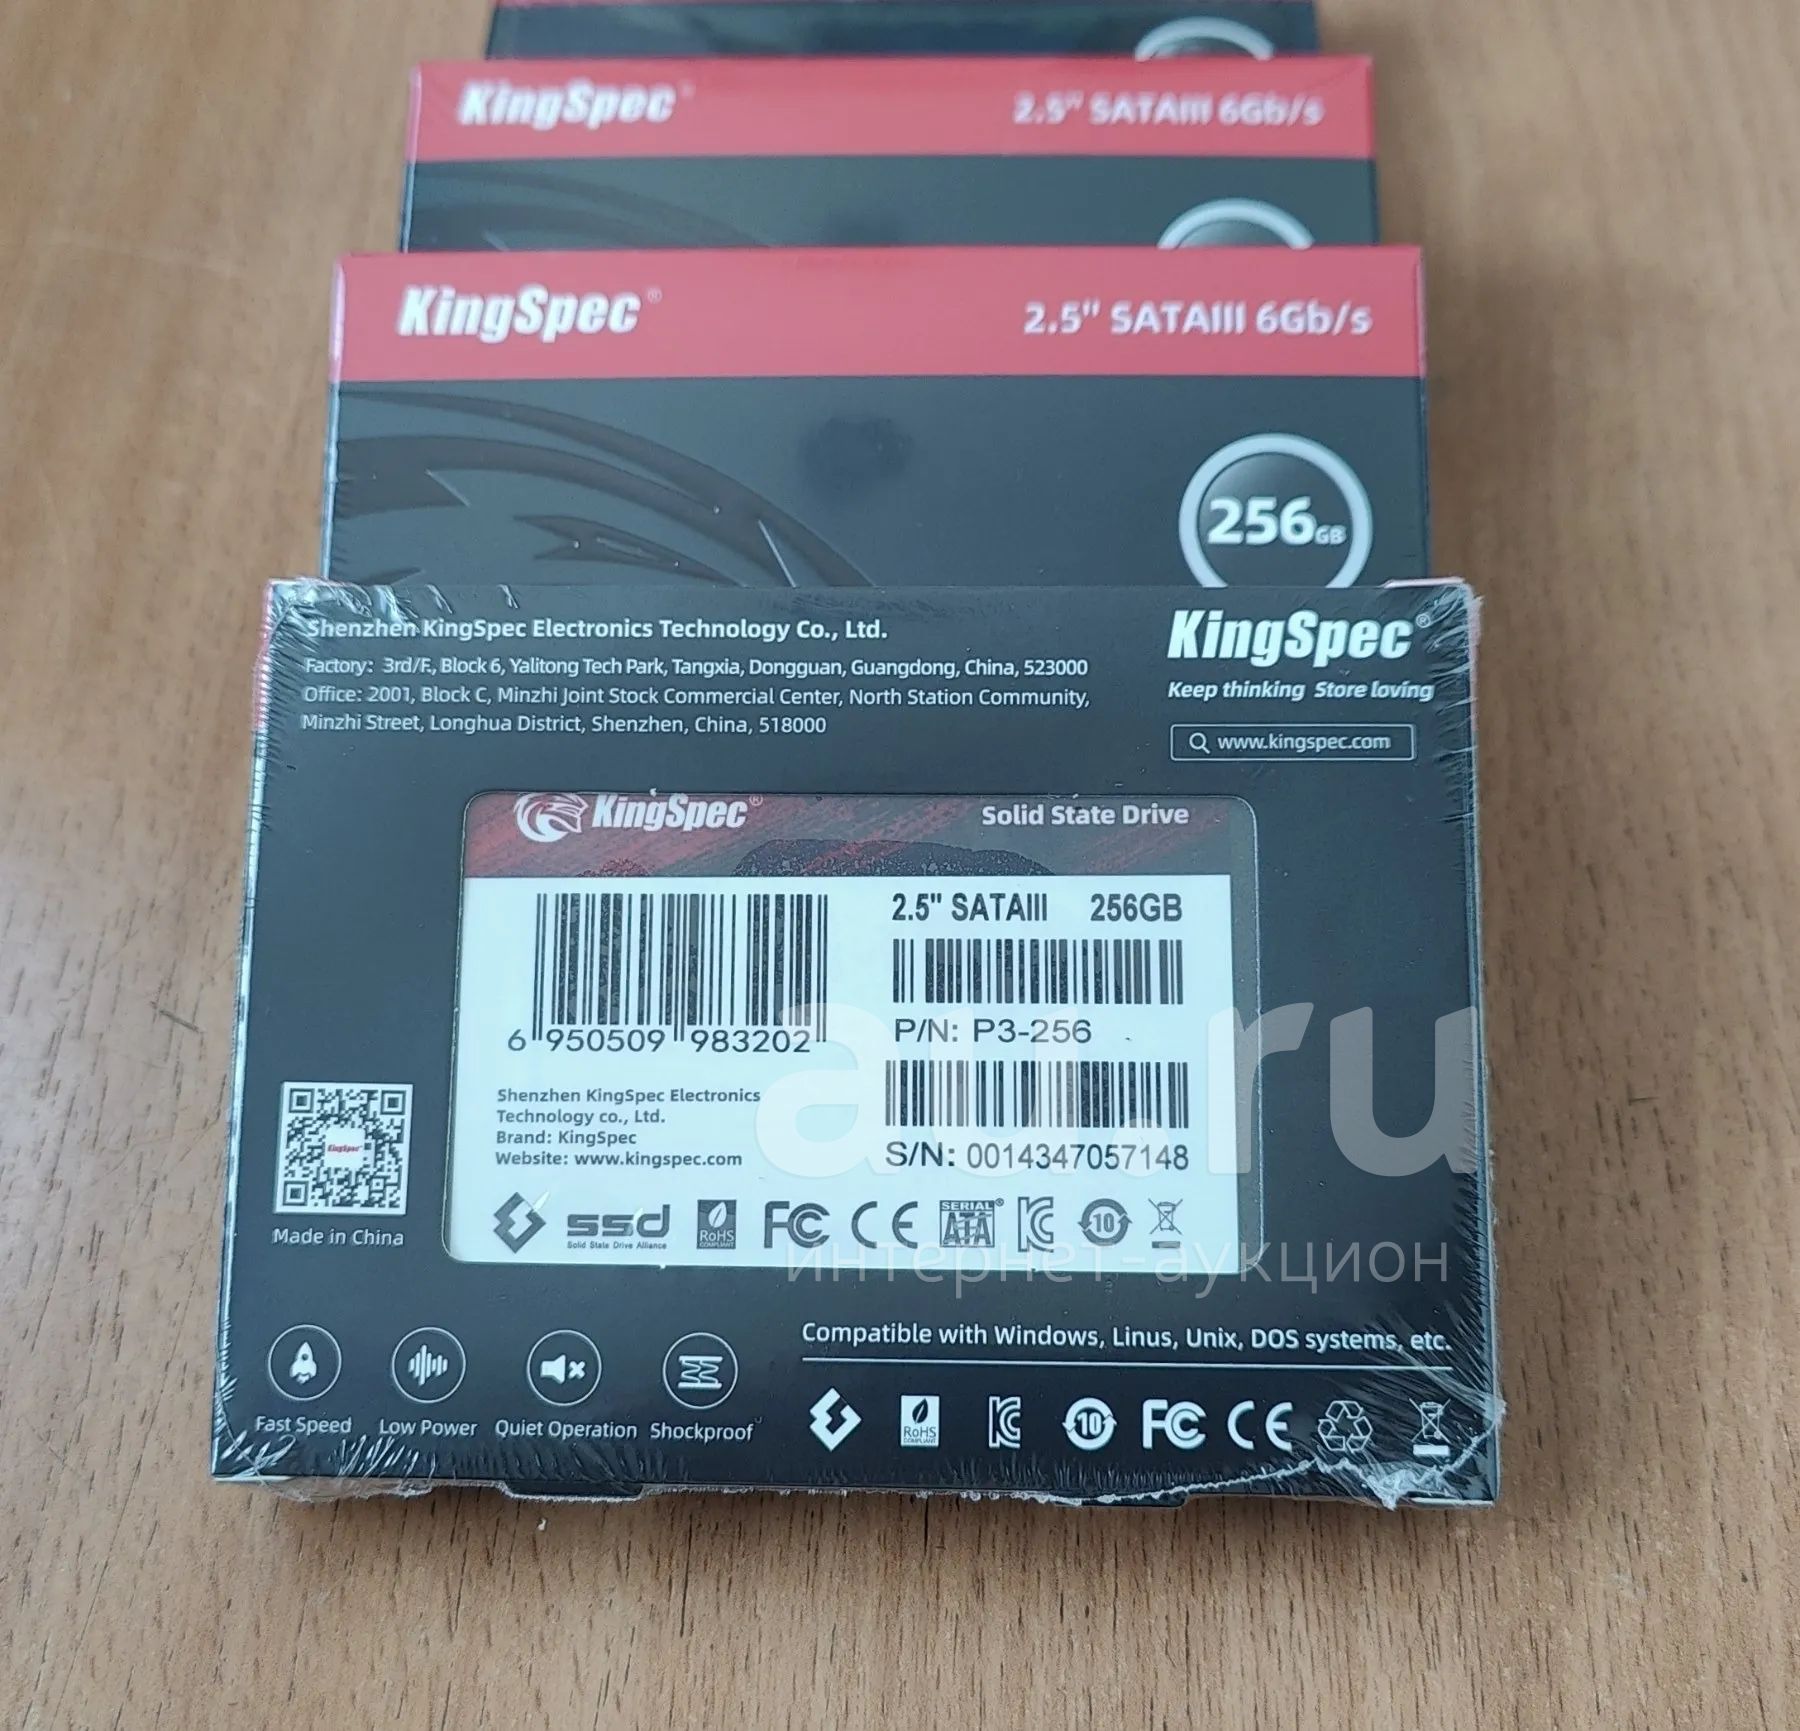 KingSpec
2.5" SATAIII 6Gb/s
KingSpec®
2.5" SATAIII 6Gb/s
256GB
Shenzhen KingSpec Electronics Technology Co., Ltd.
Factory: 3rd/F., Block 6, Yalitong Tech Park, Tangxia, Dongguan, Guangdong, China, 523000
Office: 2001, Block C, Minzhi Joint Stock Commercial Center, North Station Community,
Minzhi Street, Longhua District, Shenzhen, China, 518000
KingSpec®
Keep thinking Store loving
www.kingspec.com
KingSpec®
Solid State Drive
2.5" SATAIII 256GB
6 950509 983202
P/N: P3-256
S/N: 0014347057148
Shenzhen KingSpec Electronics
Technology co., Ltd.
Brand: KingSpec
Website: www.kingspec.com
ssd
Solid State Drive Alliance
RoHS
COMPLIANT
FC CE
SERIAL®
ATA
10
KingSpec
Made in China
au.ru
интернет-аукцион
Fast Speed
Low Power
Quiet Operation
Shockproof
Compatible with Windows, Linus, Unix, DOS systems, etc.
RoHS
COMPLIANT
10
FC CE